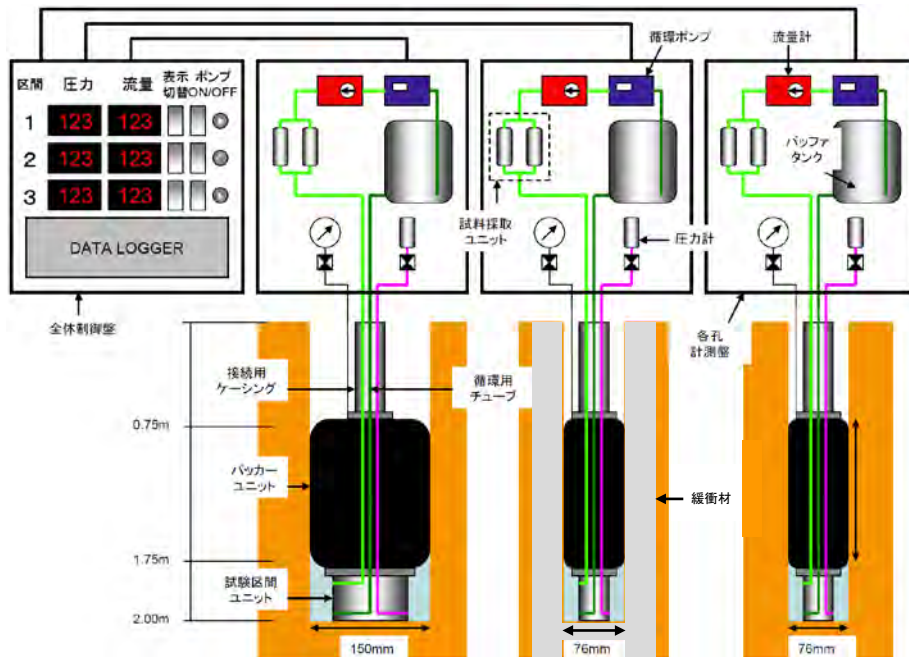 区間 圧力 流量 表示 ポンプ
切替 ON/OFF
1 123 123
2 123 123
3 123 123
DATA LOGGER
全体制御盤
循環ポンプ
流量計
バッファ
タンク
試料採取
ユニット
圧力計
各孔
計測盤
接続用
ケーシング
循環用
チューブ
0.75m
パッカー
ユニット
緩衝材
1.75m
試験区間
ユニット
2.00m
150mm
76mm
76mm